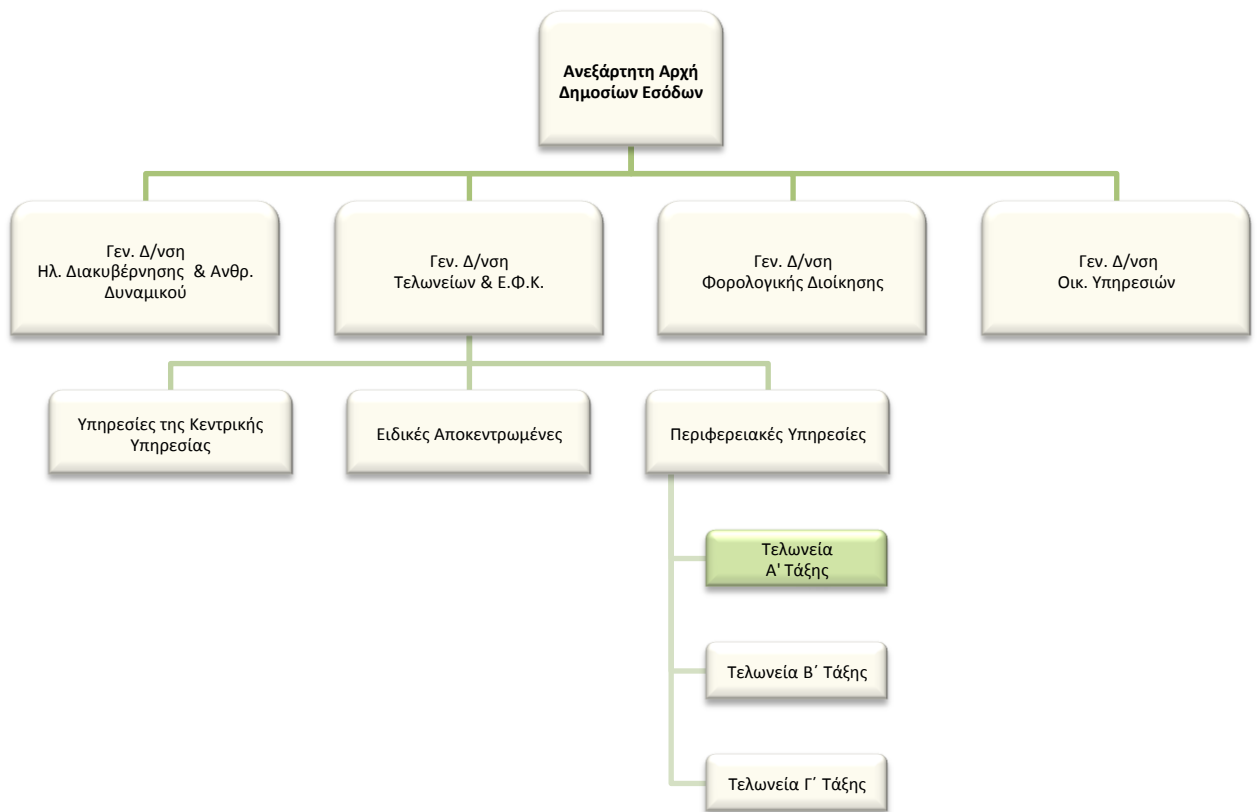 Ανεξάρτητη Αρχή
Δημοσίων Εσόδων
Γεν. Δ/νση
Ηλ. Διακυβέρνησης & Ανθρ.
Δυναμικού
Γεν. Δ/νση
Τελωνείων & Ε.Φ.Κ.
Γεν. Δ/νση
Φορολογικής Διοίκησης
Γεν. Δ/νση
Οικ. Υπηρεσιών
Υπηρεσίες της Κεντρικής
Υπηρεσίας
Ειδικές Αποκεντρωμένες
Περιφερειακές Υπηρεσίες
Τελωνεία
Α' Τάξης
Τελωνεία Β΄ Τάξης
Τελωνεία Γ΄ Τάξης